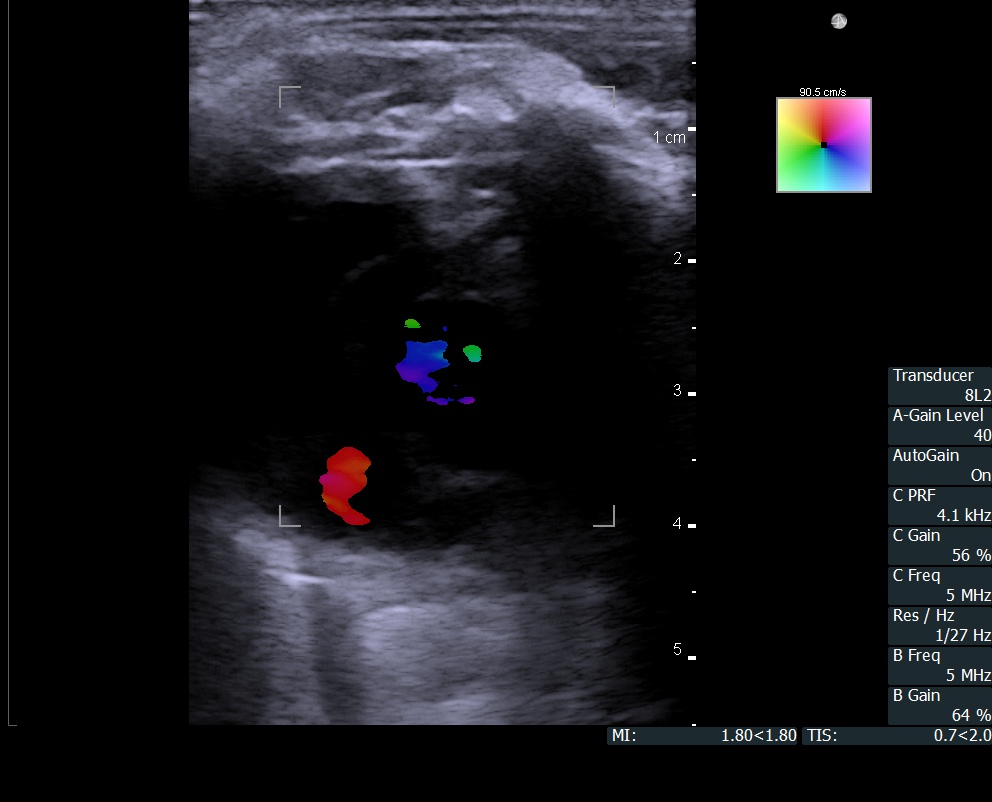 90.5 cm/s
1 cm
2
3
4
5
Transducer
8L2
A-Gain Level
40
AutoGain
On
C PRF
4.1 kHz
C Gain
56 %
C Freq
5 MHz
Res / Hz
1/27 Hz
B Freq
5 MHz
B Gain
64 %
MI: 1.80<1.80 TIS: 0.7<2.0